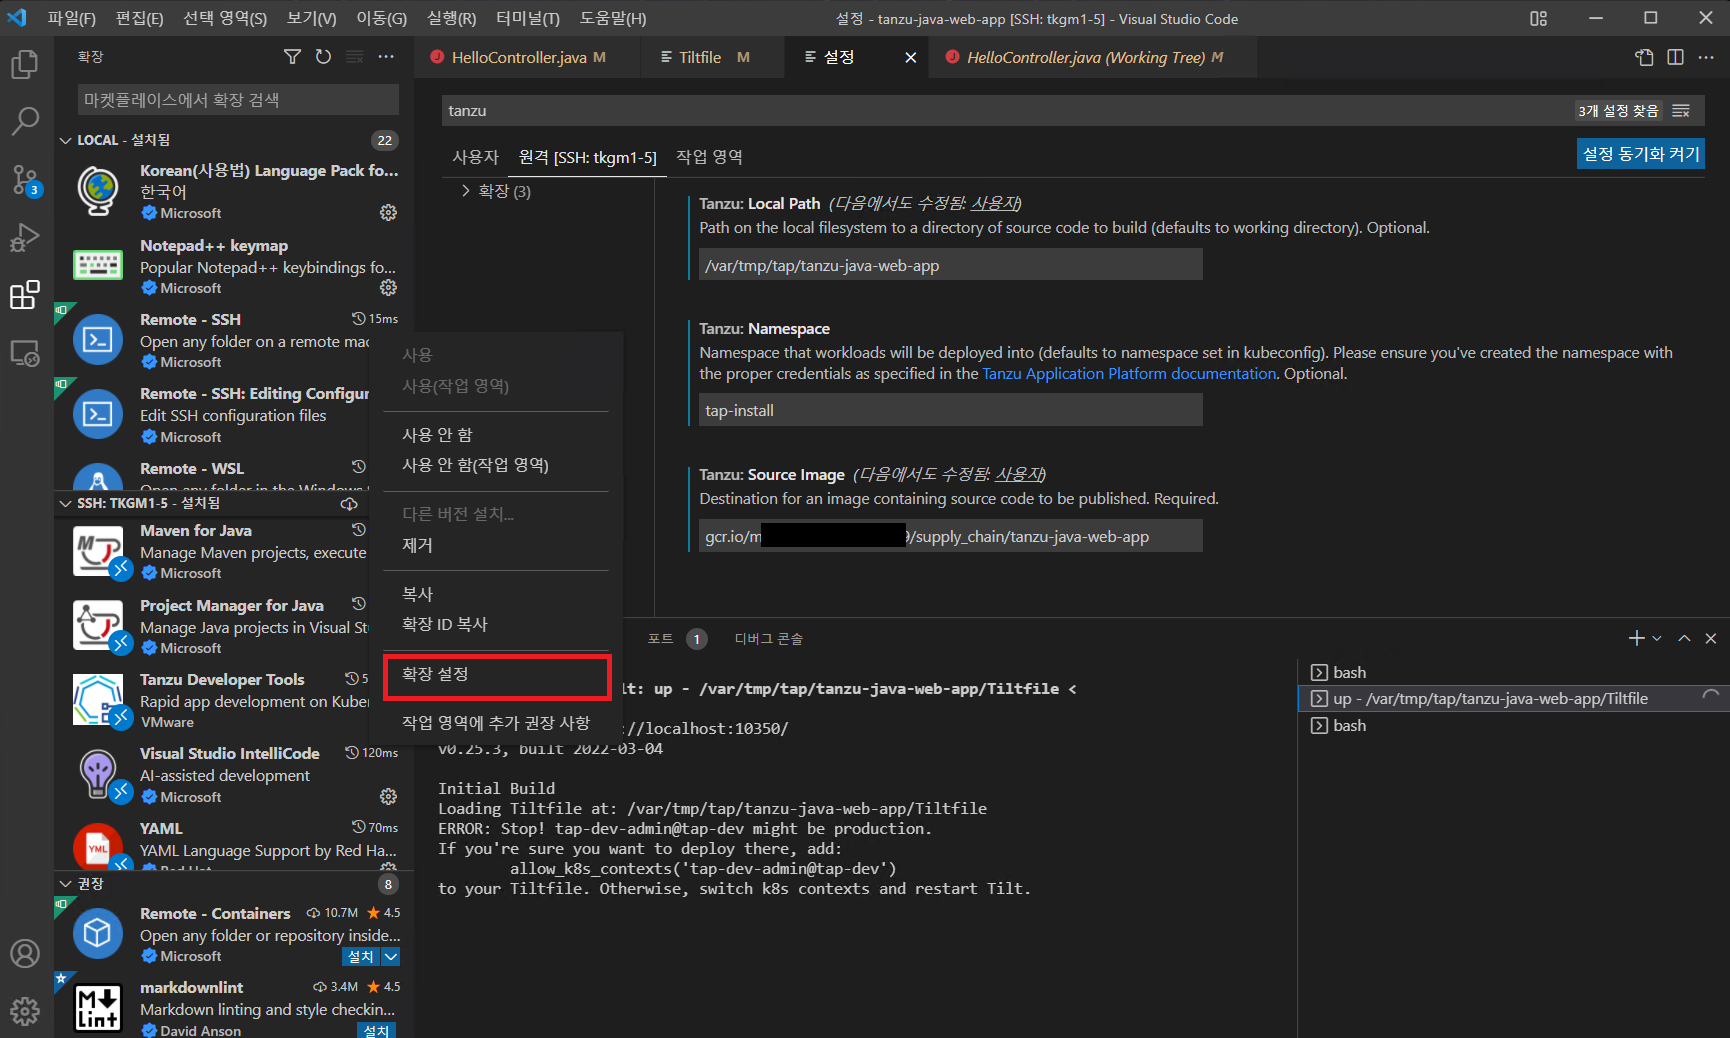 파일(F) 편집(E) 선택 영역(S) 보기(V) 이동(G) 실행(R) 터미널(T) 도움말(H) 설정 - tanzu-java-web-app [SSH: tkgm1-5] - Visual Studio Code
확장
마켓플레이스에서 확장 검색
LOCAL - 설치됨 22
Korean(사용법) Language Pack fo...
한국어
Microsoft
Notepad++ keymap
Popular Notepad++ keybindings fo...
Microsoft
Remote - SSH 15ms
Open any folder on a remote mac
Microsoft
Remote - SSH: Editing Configur
Edit SSH configuration files
Microsoft
Remote - WSL
Open any folder in the Windows
3
SSH: TKGM1-5 - 설치됨
Maven for Java
Manage Maven projects, execute
Microsoft
Project Manager for Java
Manage Java projects in Visual St
Microsoft
Tanzu Developer Tools 5
Rapid app development on Kuber
VMware
Visual Studio IntelliCode 120ms
AI-assisted development
Microsoft
YAML 70ms
YAML Language Support by Red Ha...
Red Hat
YML
권장 8
Remote - Containers 10.7M 4.5
Open any folder or repository inside...
Microsoft 설치
markdownlint 3.4M 4.5
Markdown linting and style checkin...
David Anson 설치
M Lint
HelloController.java M Tiltfile M 설정 HelloController.java (Working Tree) M
tanzu 3개 설정 찾음
사용자 원격 [SSH: tkgm1-5] 작업 영역 설정 동기화 켜기
확장 (3)
Tanzu: Local Path (다음에서도 수정됨: 사용자)
Path on the local filesystem to a directory of source code to build (defaults to working directory). Optional.
/var/tmp/tap/tanzu-java-web-app
Tanzu: Namespace
Namespace that workloads will be deployed into (defaults to namespace set in kubeconfig). Please ensure you've created the namespace with
the proper credentials as specified in the Tanzu Application Platform documentation. Optional.
tap-install
Tanzu: Source Image (다음에서도 수정됨: 사용자)
Destination for an image containing source code to be published. Required.
gcr.io/m 9/supply_chain/tanzu-java-web-app
사용
사용(작업 영역)
사용 안 함
사용 안 함(작업 영역)
다른 버전 설치...
제거
복사
확장 ID 복사
확장 설정
작업 영역에 추가 권장 사항
포트 1 디버그 콘솔
lt: up - /var/tmp/tap/tanzu-java-web-app/Tiltfile <
://localhost:10350/
v0.25.3, built 2022-03-04
Initial Build
Loading Tiltfile at: /var/tmp/tap/tanzu-java-web-app/Tiltfile
ERROR: Stop! tap-dev-admin@tap-dev might be production.
If you're sure you want to deploy there, add:
allow_k8s_contexts('tap-dev-admin@tap-dev')
to your Tiltfile. Otherwise, switch k8s contexts and restart Tilt.
bash
up - /var/tmp/tap/tanzu-java-web-app/Tiltfile
bash